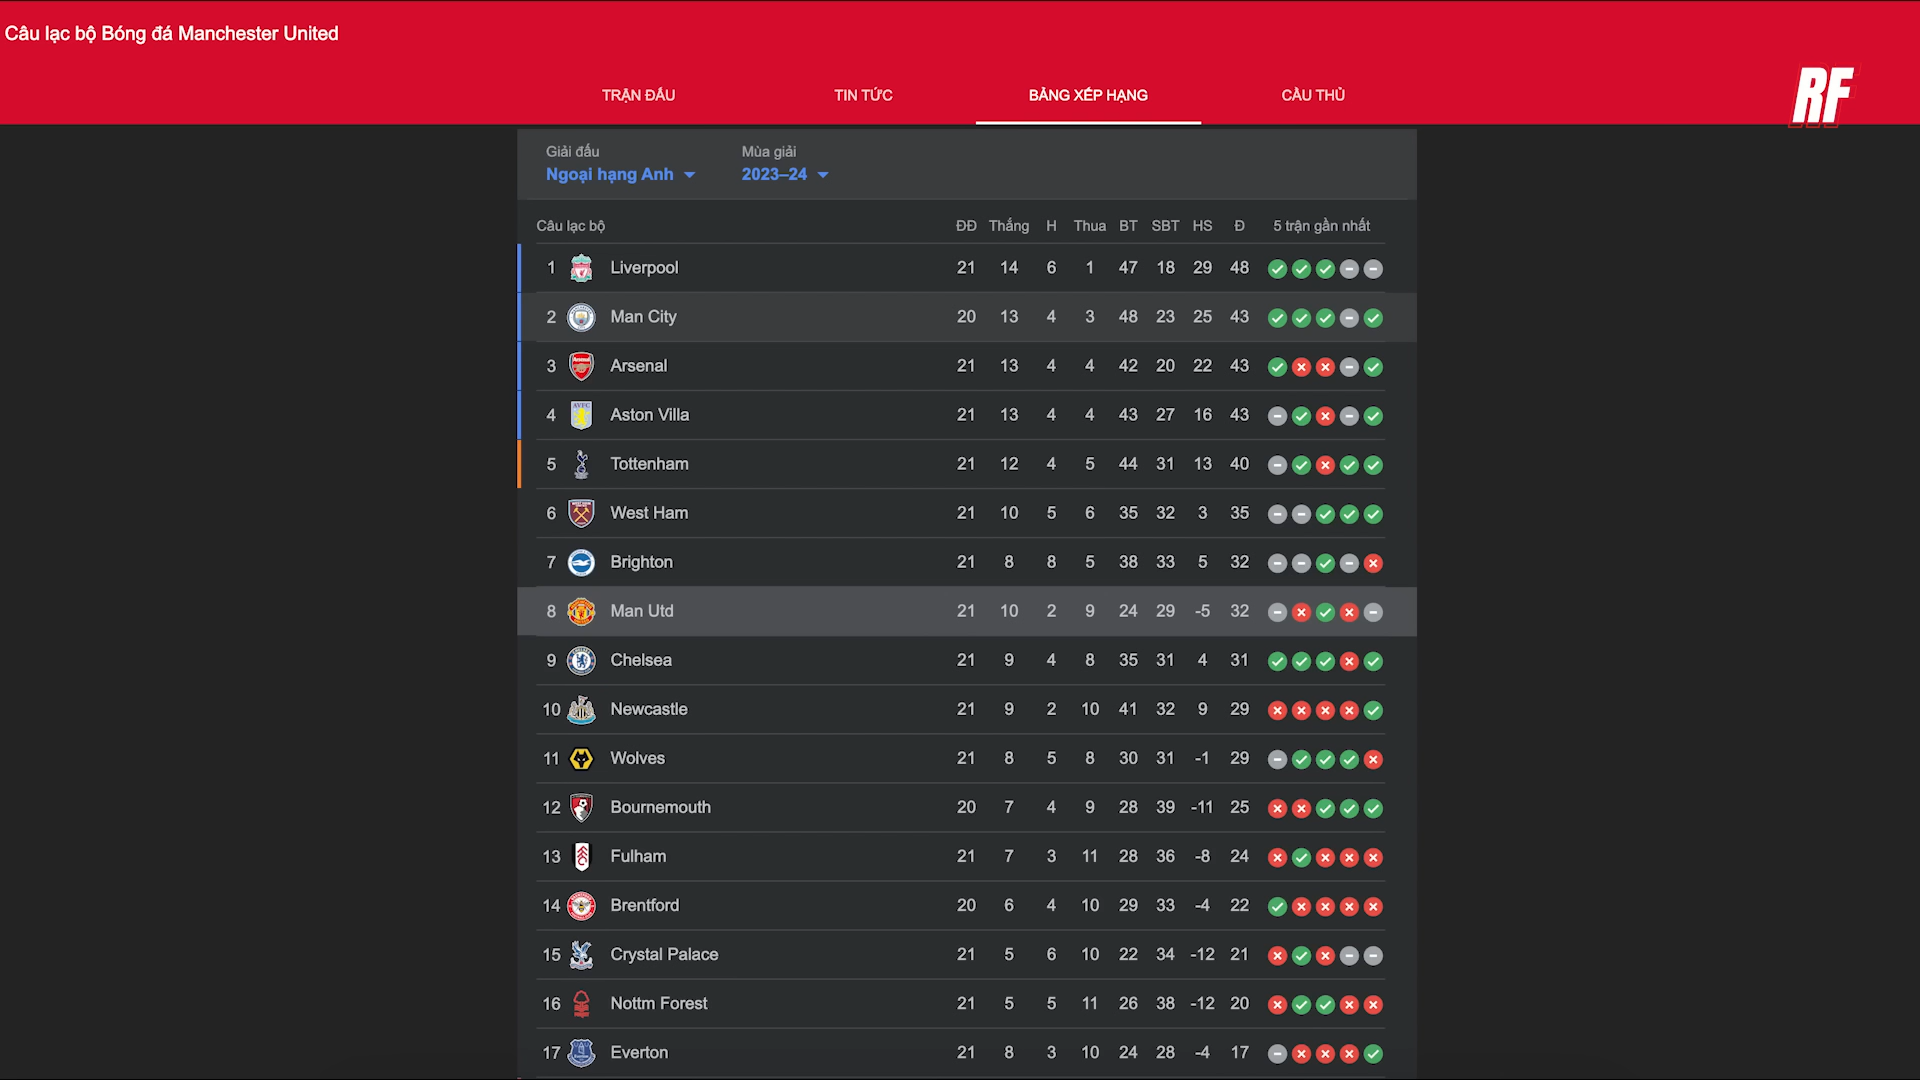 Câu lạc bộ Bóng đá Manchester United
TRẬN ĐẤU TIN TỨC BẢNG XẾP HẠNG CẦU THỦ
RF
Giải đấu Mùa giải
Ngoại hạng Anh 2023–24
Câu lạc bộ ĐĐ Thắng H Thua BT SBT HS Đ 5 trận gần nhất
1 Liverpool 21 14 6 1 47 18 29 48
2 Man City 20 13 4 3 48 23 25 43
3 Arsenal 21 13 4 4 42 20 22 43
4 Aston Villa 21 13 4 4 43 27 16 43
5 Tottenham 21 12 4 5 44 31 13 40
6 West Ham 21 10 5 6 35 32 3 35
7 Brighton 21 8 8 5 38 33 5 32
8 Man Utd 21 10 2 9 24 29 -5 32
9 Chelsea 21 9 4 8 35 31 4 31
10 Newcastle 21 9 2 10 41 32 9 29
11 Wolves 21 8 5 8 30 31 -1 29
12 Bournemouth 20 7 4 9 28 39 -11 25
13 Fulham 21 7 3 11 28 36 -8 24
14 Brentford 20 6 4 10 29 33 -4 22
15 Crystal Palace 21 5 6 10 22 34 -12 21
16 Nottm Forest 21 5 5 11 26 38 -12 20
17 Everton 21 8 3 10 24 28 -4 17